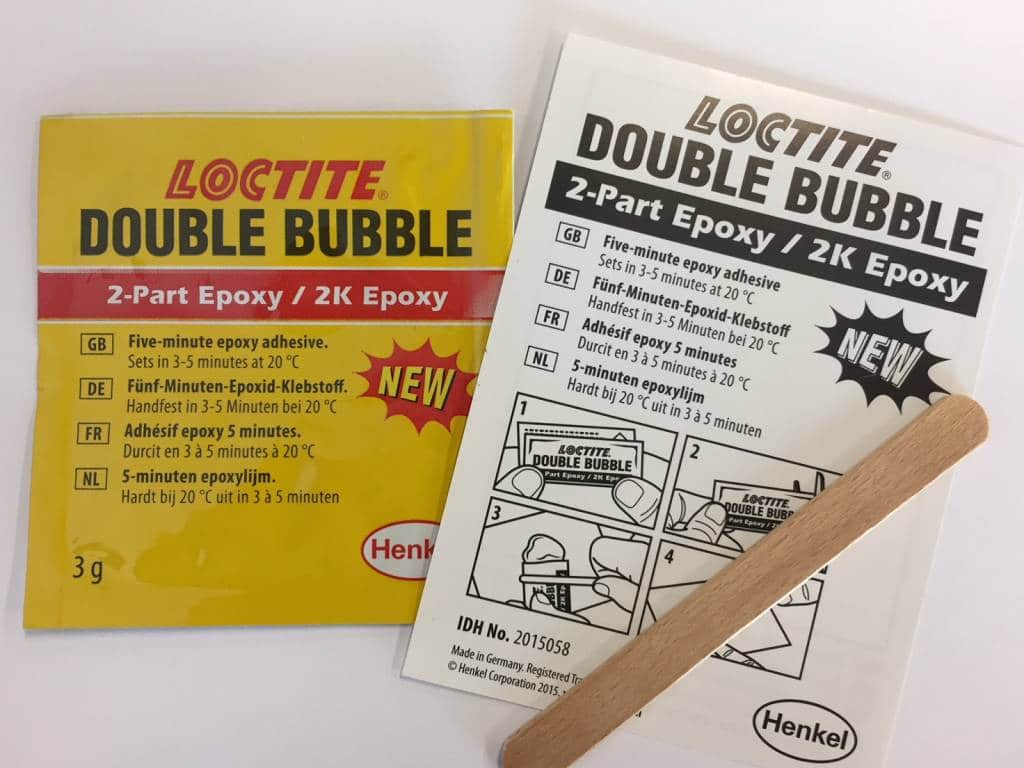 LOCTITE®
DOUBLE BUBBLE
2-Part Epoxy / 2K Epoxy
GB Five-minute epoxy adhesive.
Sets in 3-5 minutes at 20 °C
DE Fünf-Minuten-Epoxid-Klebstoff.
Handfest in 3-5 Minuten bei 20 °C
FR Adhésif epoxy 5 minutes.
Durcit en 3 à 5 minutes à 20 °C
NL 5-minuten epoxylijm.
Hardt bij 20 °C uit in 3 à 5 minuten
NEW
3 g
LOCTITE®
DOUBLE BUBBLE
2-Part Epoxy / 2K Epoxy
GB Five-minute epoxy adhesive
Sets in 3-5 minutes at 20 °C
DE Fünf-Minuten-Epoxid-Klebstoff
Handfest in 3-5 Minuten bei 20 °C
FR Adhésif epoxy 5 minutes
Durcit en 3 à 5 minutes à 20 °C
NL 5-minuten epoxylijm
Hardt bij 20 °C uit in 3 à 5 minuten
NEW
1
LOCTITE.
DOUBLE BUBBLE
Part Epoxy / 2K Epo
2
LOCTITE.
DOUBLE BUBB
-Part Epoxy / 2
3
4
IDH No. 2015058
Made in Germany. Registered Tra
© Henkel Corporation 2015.
Henkel